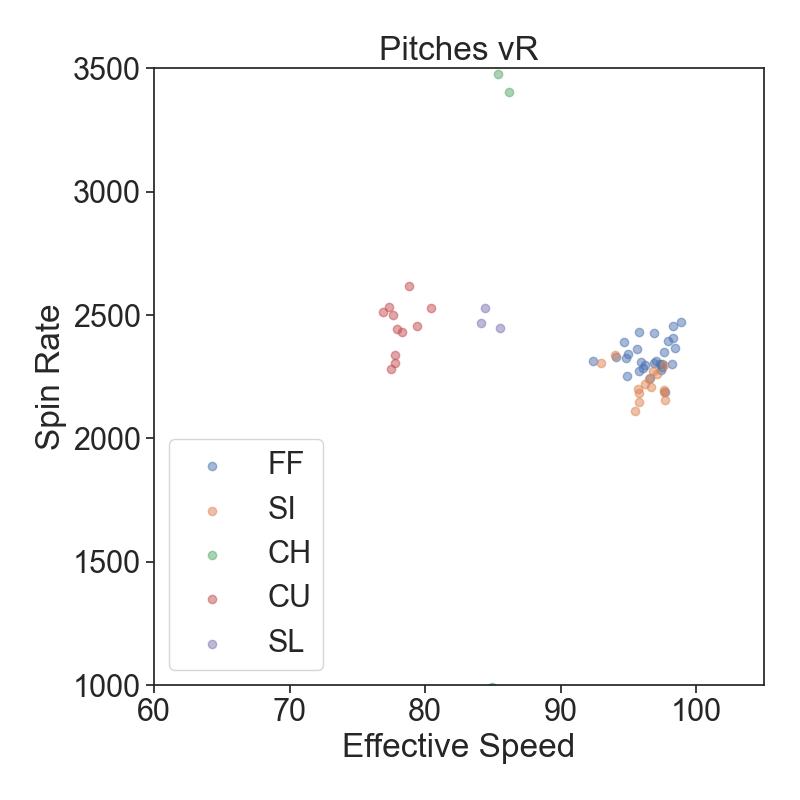 Pitches vR
3500
3000
2500
2000
1500
1000
Spin Rate
FF
SI
CH
CU
SL
60 70 80 90 100
Effective Speed